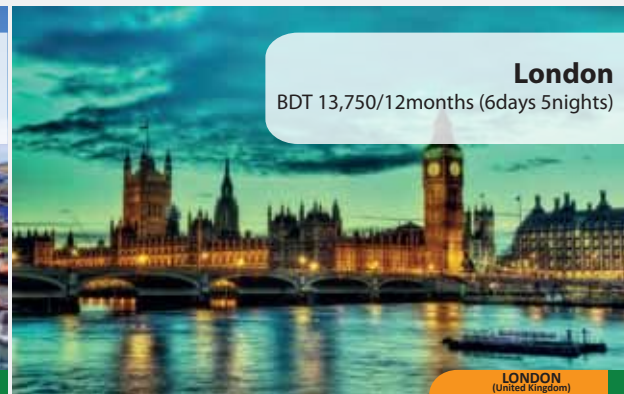 London
BDT 13,750/12months (6days 5nights)
LONDON
(United Kingdom)